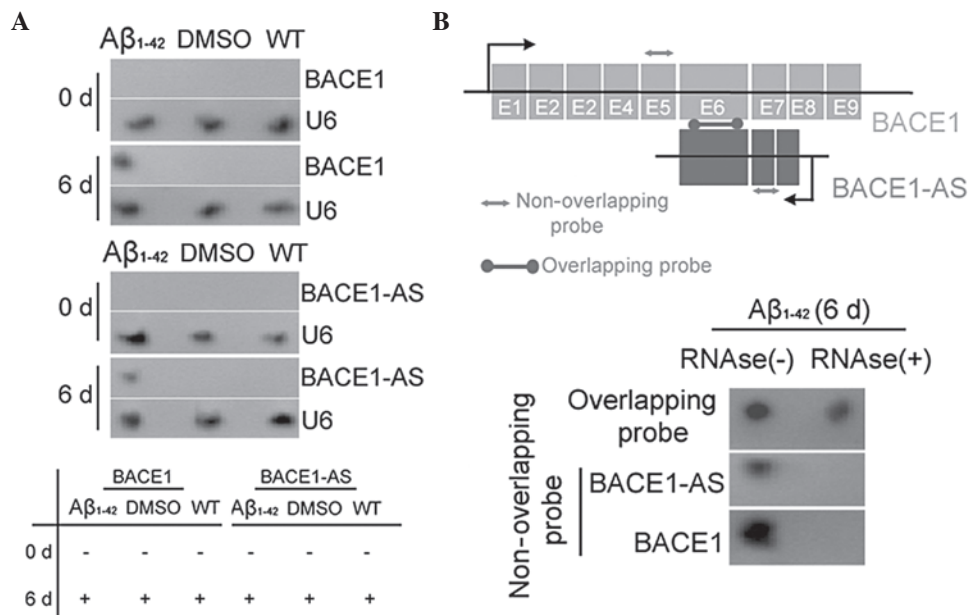 A
Aβ1-42 DMSO WT
0 d
BACE1
U6
6 d
BACE1
U6
Aβ1-42 DMSO WT
0 d
BACE1-AS
U6
6 d
BACE1-AS
U6
BACE1 BACE1-AS
Aβ1-42 DMSO WT Aβ1-42 DMSO WT
0 d - - - - - -
6 d + + + + + +
B
E1 E2 E2 E4 E5 E6 E7 E8 E9
BACE1
BACE1-AS
Non-overlapping
probe
Overlapping probe
Aβ1-42 (6 d)
RNAse(-) RNAse(+)
Overlapping
probe
Non-overlapping
probe
BACE1-AS
BACE1